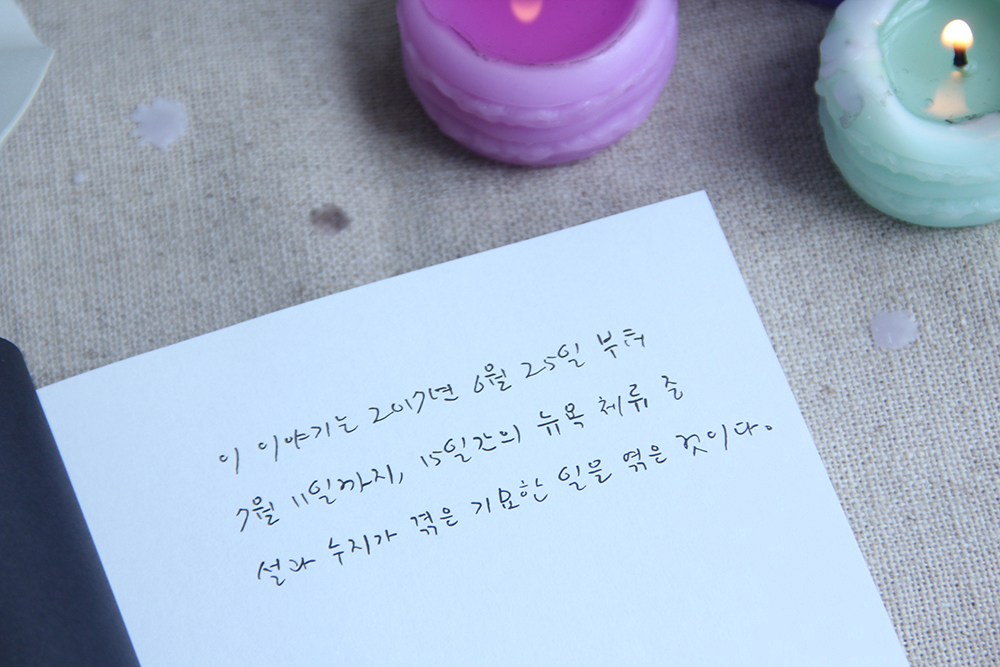 이 이야기는 2017년 6월 25일 부터
7월 11일까지, 15일간의 뉴욕 체류 중
설과 수지가 겪은 기묘한 일을 엮은 것이다.